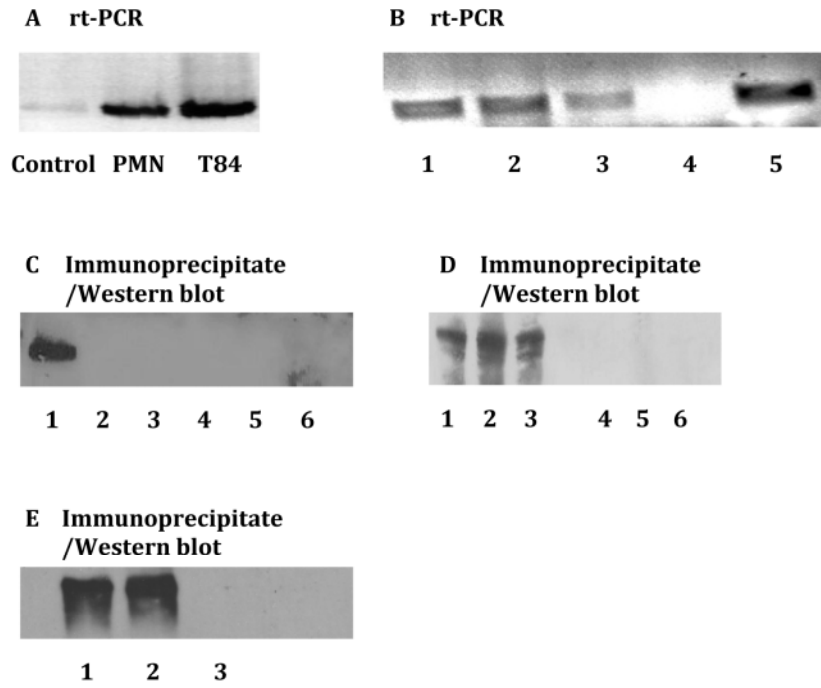 A rt-PCR
Control PMN T84
B rt-PCR
1 2 3 4 5
C Immunoprecipitate
/Western blot
1 2 3 4 5 6
D Immunoprecipitate
/Western blot
1 2 3 4 5 6
E Immunoprecipitate
/Western blot
1 2 3